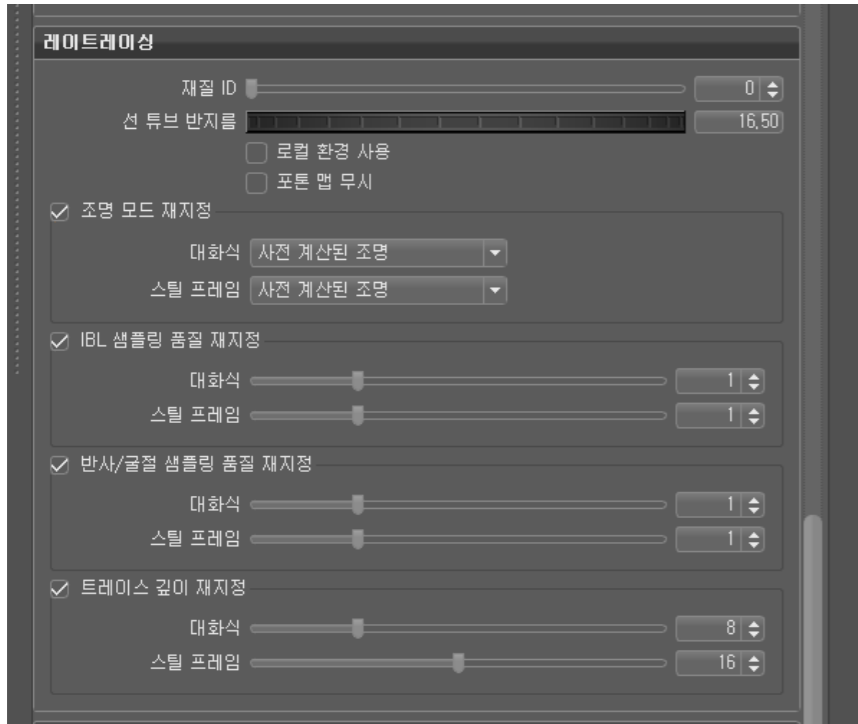 레이트레이싱
재질 ID 0
선 튜브 반지름 16,50
로컬 환경 사용
포톤 맵 무시
조명 모드 재지정
대화식 사전 계산된 조명
스틸 프레임 사전 계산된 조명
IBL 샘플링 품질 재지정
대화식 1
스틸 프레임 1
반사/굴절 샘플링 품질 재지정
대화식 1
스틸 프레임 1
트레이스 깊이 재지정
대화식 8
스틸 프레임 16